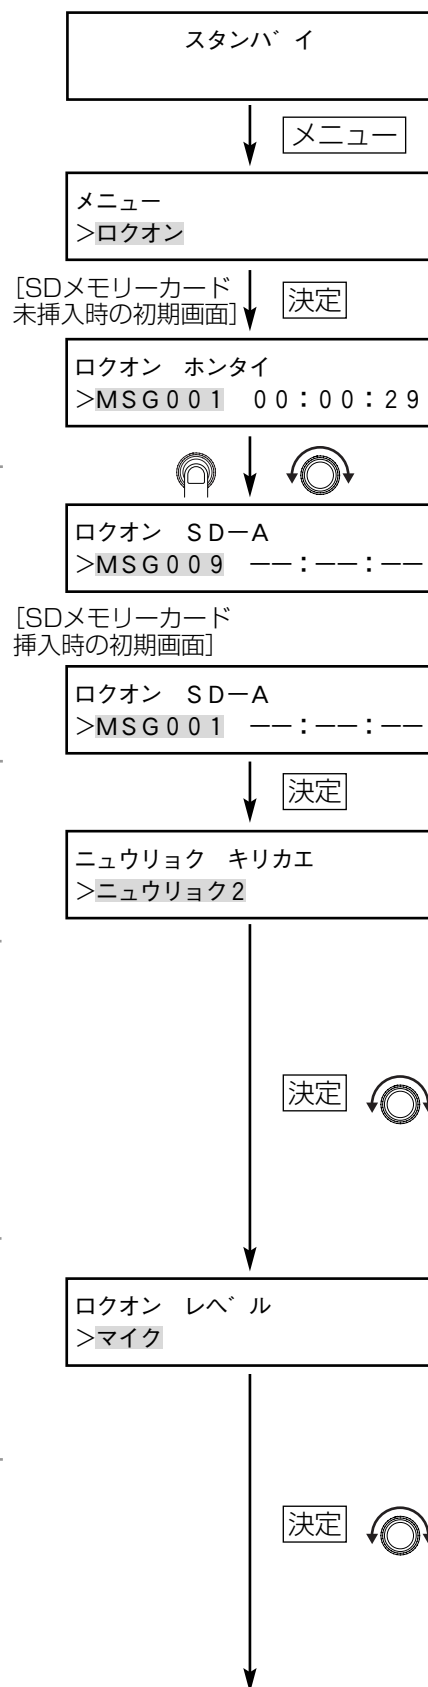 スタンバイ
メニュー
メニュー
>ロクオン
[SDメモリーカード
未挿入時の初期画面]
決定
ロクオン ホンタイ
>MSG001 00:00:29
ロクオン SD-A
>MSG009 --:--:--
[SDメモリーカード
挿入時の初期画面]
ロクオン SD-A
>MSG001 --:--:--
決定
ニュウリョク キリカエ
>ニュウリョク2
決定
ロクオン レベル
>マイク
決定